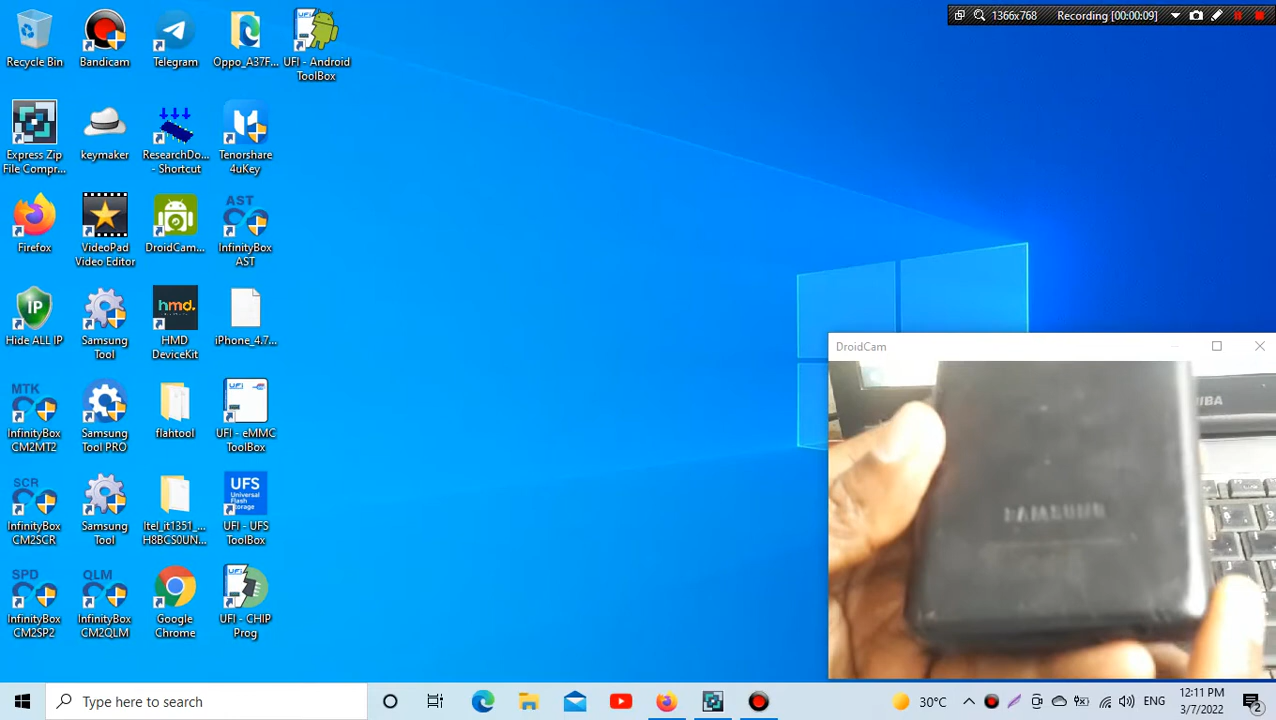 1366x768 Recording [00:00:09]
Recycle Bin
Bandicam
Telegram
Oppo_A37F...
UFI - Android
ToolBox
Express Zip
File Compr...
keymaker
ResearchDo...
- Shortcut
Tenorshare
4uKey
Firefox
VideoPad
Video Editor
DroidCam...
AST
InfinityBox
AST
IP
Hide ALL IP
Samsung
Tool
hmd.
HMD
DeviceKit
iPhone_4.7...
MTK
InfinityBox
CM2MT2
Samsung
Tool PRO
flahtool
UFi
UFI - eMMC
ToolBox
SCR
InfinityBox
CM2SCR
Samsung
Tool
Itel_it1351_...
H8BCS0UN...
UFS
Universal
Flash
Storage
UFI - UFS
ToolBox
SPD
InfinityBox
CM2SP2
QLM
InfinityBox
CM2QLM
Google
Chrome
UFi
UFI - CHIP
Prog
DroidCam
SAMSUNG
Type here to search
30°C
ENG
12:11 PM
3/7/2022
2